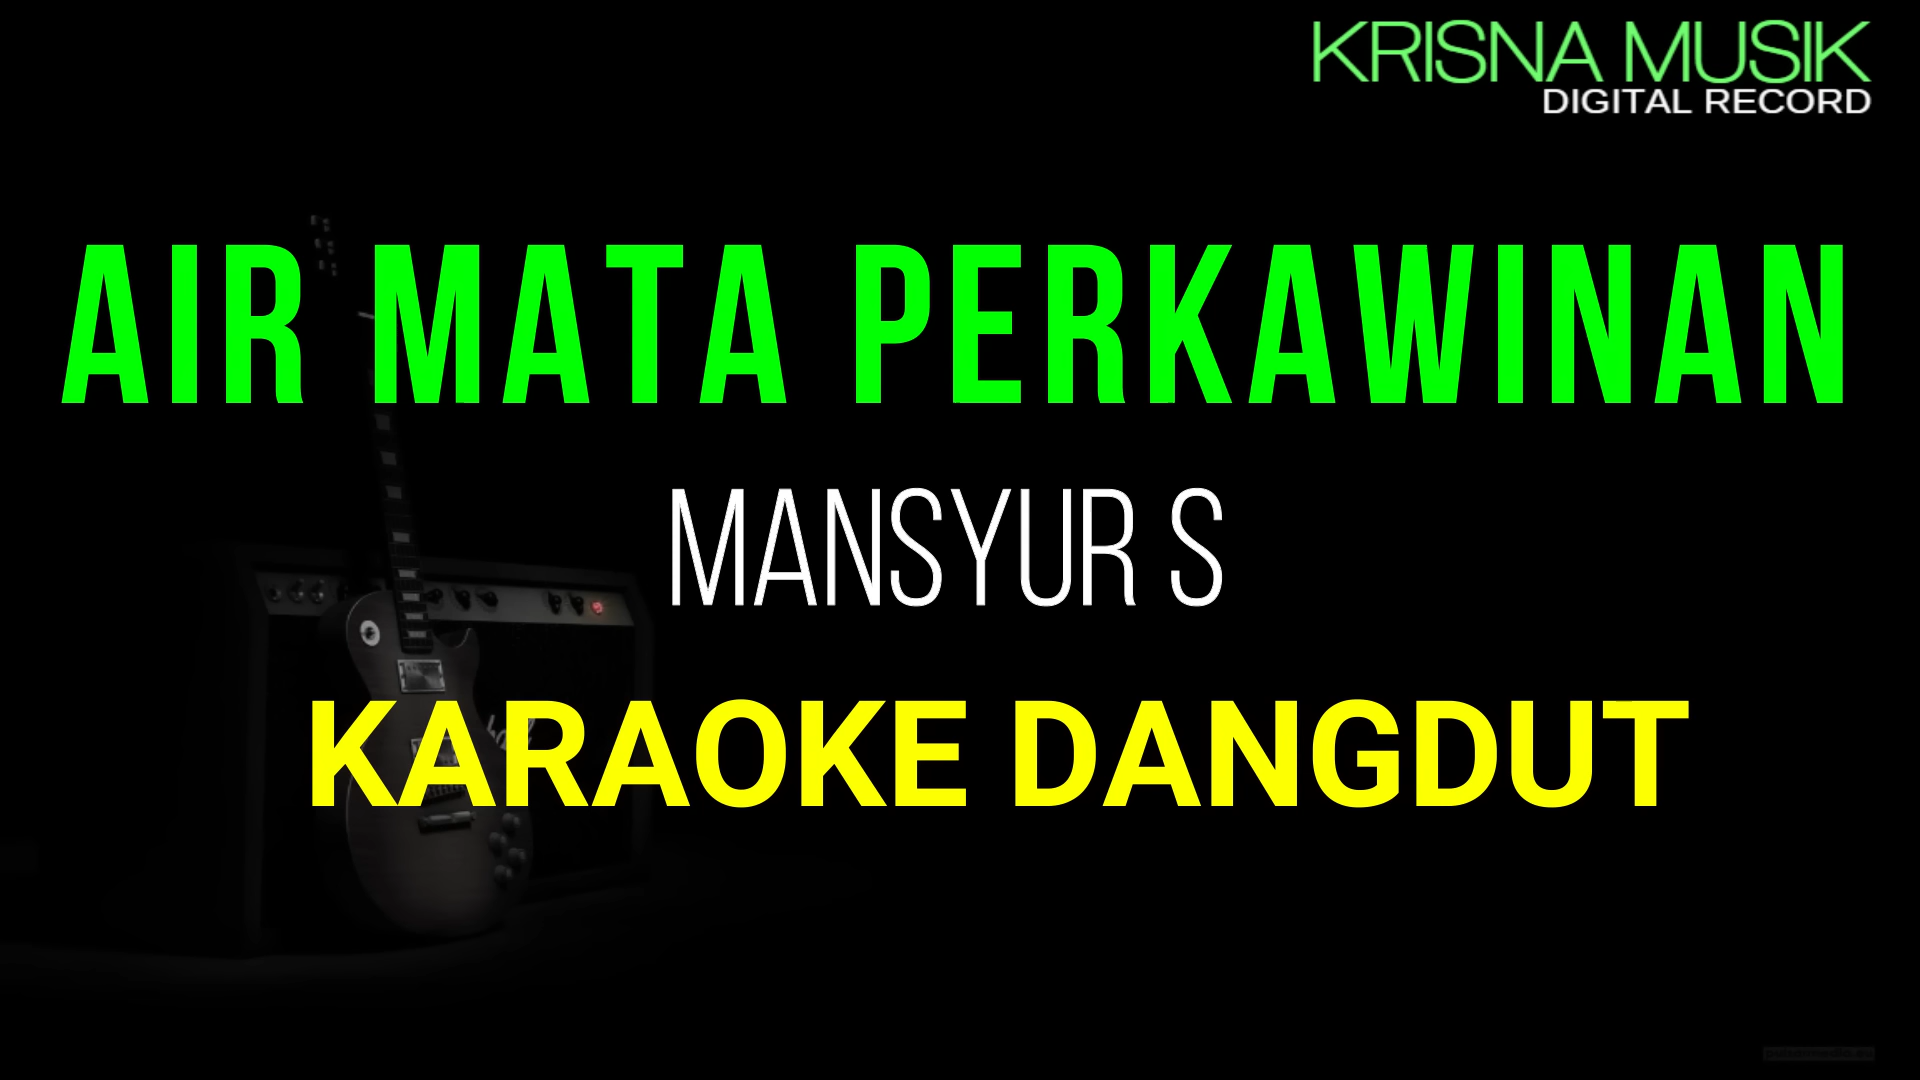 KRISNA MUSIK
DIGITAL RECORD
AIR MATA PERKAWINAN
MANSYUR S
KARAOKE DANGDUT